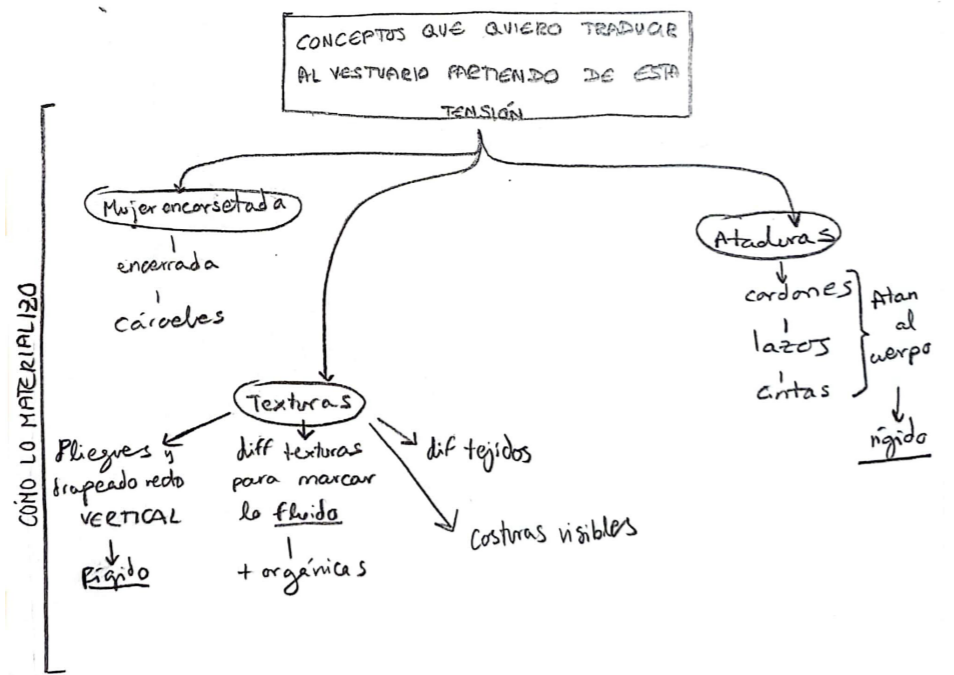 CONCEPTOS QUE QUIERO TRADUCIR
AL VESTUARIO PARTIENDO DE ESTA
TENSIÓN
CÓMO LO MATERIALIZO
Mujer encorsetada
encerrada
cárceles
Texturas
Pliegues y
drapeado recto
VERTICAL
Rígido
diff texturas
para marcar
lo fluido
+ orgánicas
dif tejidos
costuras visibles
Ataduras
cordones
lazos
cintas
Atan
al
cuerpo
rígido